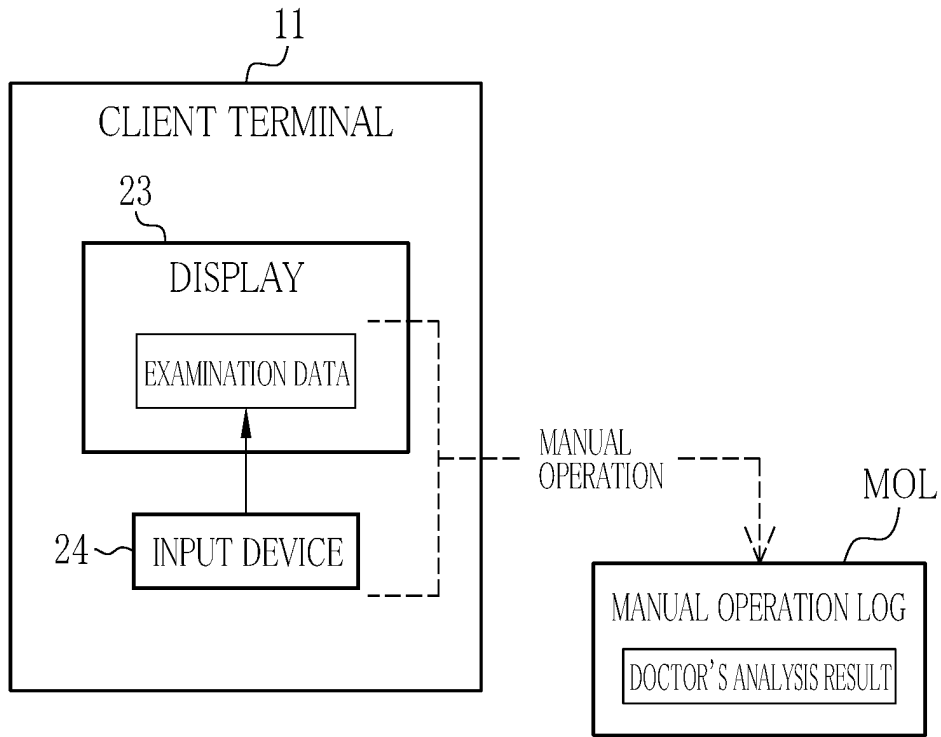 11
CLIENT TERMINAL
23
DISPLAY
EXAMINATION DATA
MANUAL
OPERATION
24
INPUT DEVICE
MOL
MANUAL OPERATION LOG
DOCTOR'S ANALYSIS RESULT